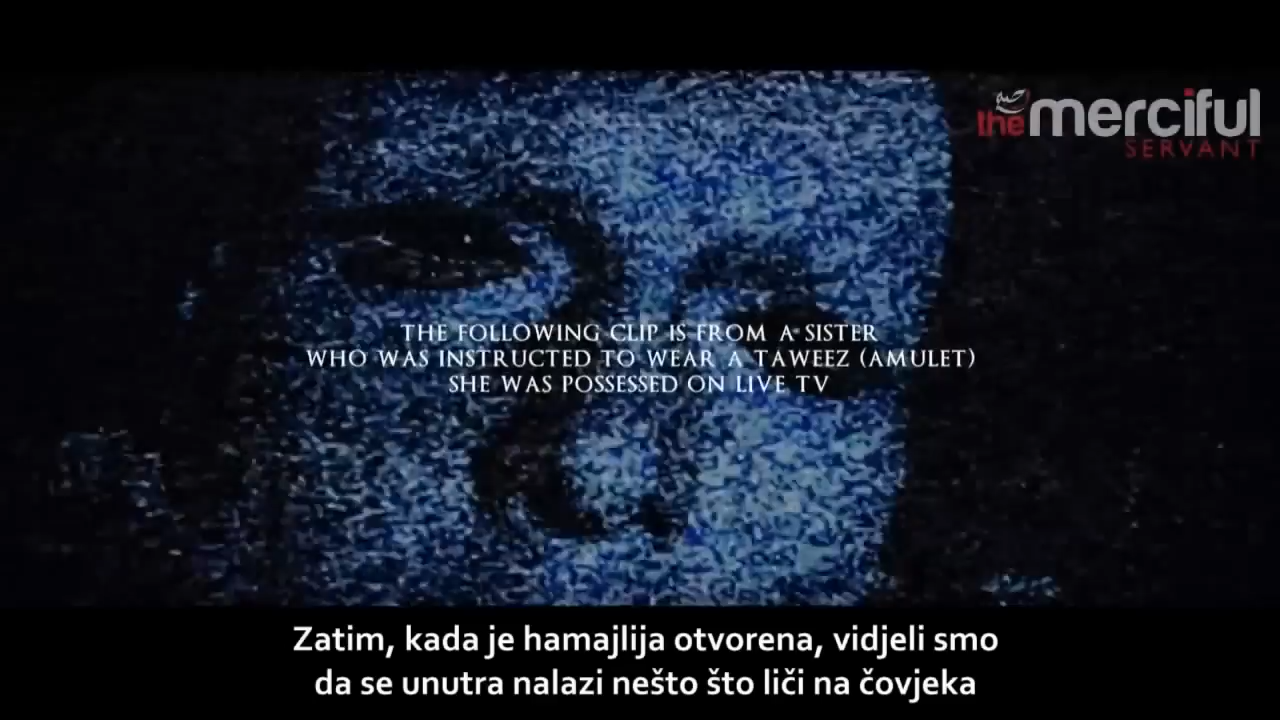 the merciful
SERVANT
THE FOLLOWING CLIP IS FROM A SISTER
WHO WAS INSTRUCTED TO WEAR A TAWEEZ (AMULET)
SHE WAS POSSESSED ON LIVE TV
Zatim, kada je hamajlija otvorena, vidjeli smo
da se unutra nalazi nešto što liči na čovjeka